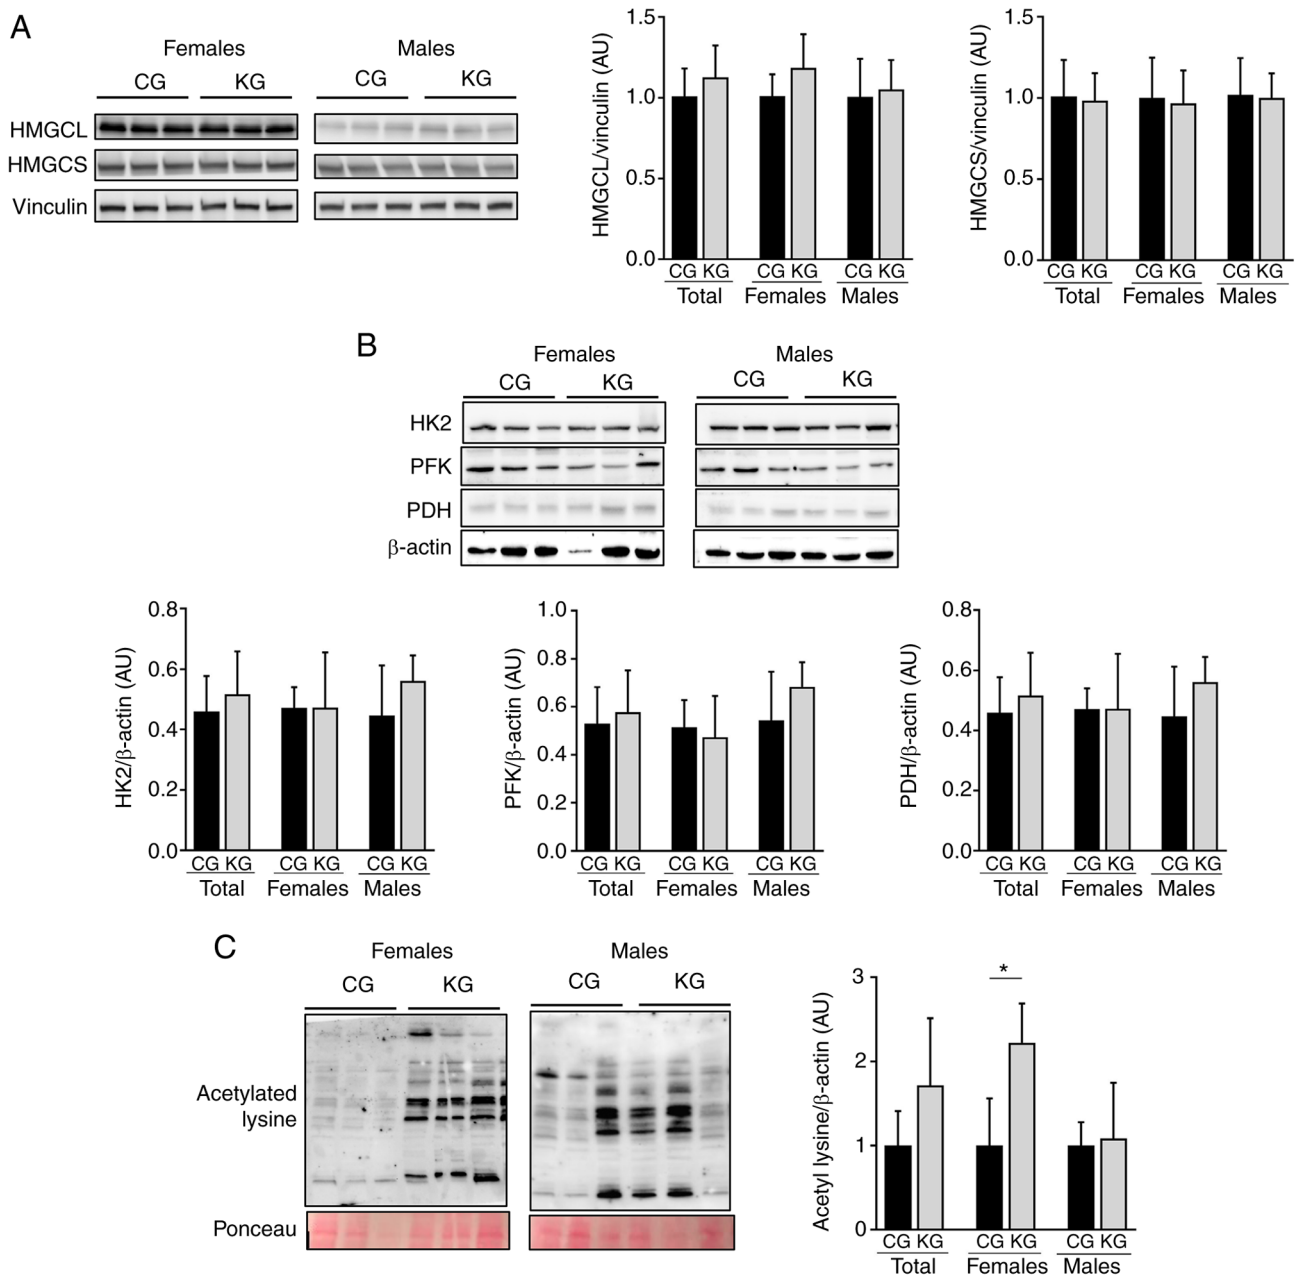 A
Females
Males
CG
KG
CG
KG
HMGCL
HMGCS
Vinculin
HMGCL/vinculin (AU)
1.5
1.0
0.5
0.0
CG KG CG KG CG KG
Total Females Males
HMGCS/vinculin (AU)
1.5
1.0
0.5
0.0
CG KG CG KG CG KG
Total Females Males
B
Females
Males
CG
KG
CG
KG
HK2
PFK
PDH
β-actin
HK2/β-actin (AU)
0.8
0.6
0.4
0.2
0.0
CG KG CG KG CG KG
Total Females Males
PFK/β-actin (AU)
1.0
0.8
0.6
0.4
0.2
0.0
CG KG CG KG CG KG
Total Females Males
PDH/β-actin (AU)
0.8
0.6
0.4
0.2
0.0
CG KG CG KG CG KG
Total Females Males
C
Females
Males
CG
KG
CG
KG
Acetylated
lysine
Ponceau
Acetyl lysine/β-actin (AU)
3
2
1
0
*
CG KG CG KG CG KG
Total Females Males